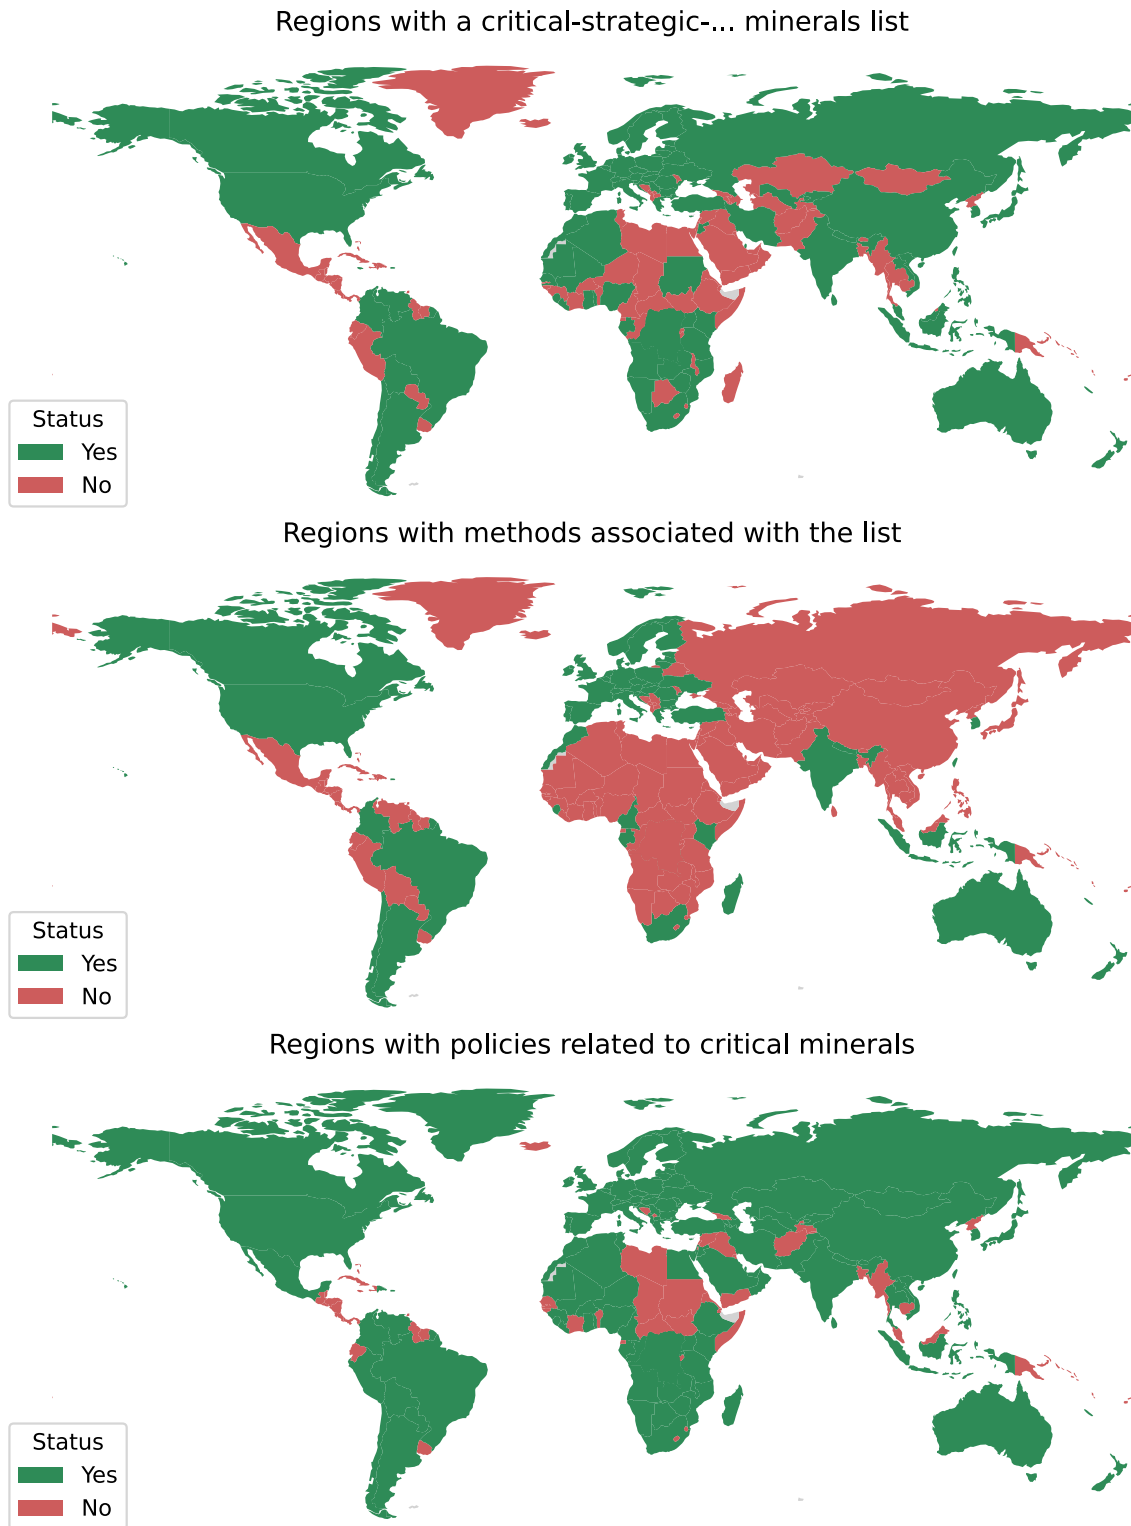 Regions with a critical-strategic-... minerals list
Status
Yes
No
Regions with methods associated with the list
Status
Yes
No
Regions with policies related to critical minerals
Status
Yes
No